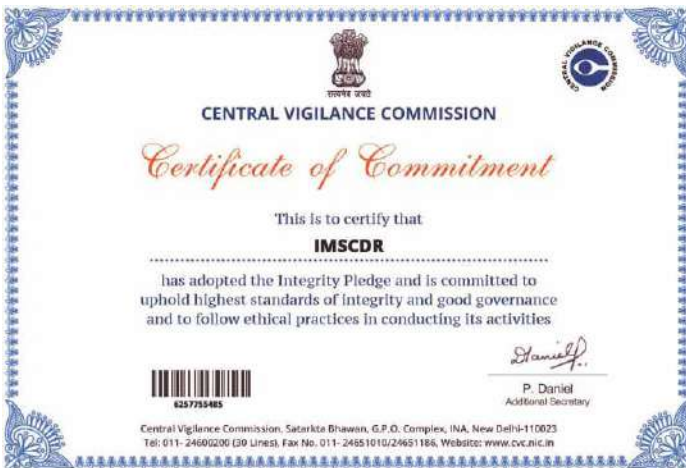 सत्यमेव जयते
CENTRAL VIGILANCE COMMISSION
CENTRAL VIGILANCE COMMISSION
Certificate of Commitment
This is to certify that
IMSCDR
has adopted the Integrity Pledge and is committed to
uphold highest standards of integrity and good governance
and to follow ethical practices in conducting its activities
Daniel
P. Daniel
Additional Secretary
6257755485
Central Vigilance Commission, Satarkta Bhawan, G.P.O. Complex, INA, New Delhi-110023
Tel: 011- 24600200 (30 Lines), Fax No. 011- 24651010/24651186, Website: www.cvc.nic.in